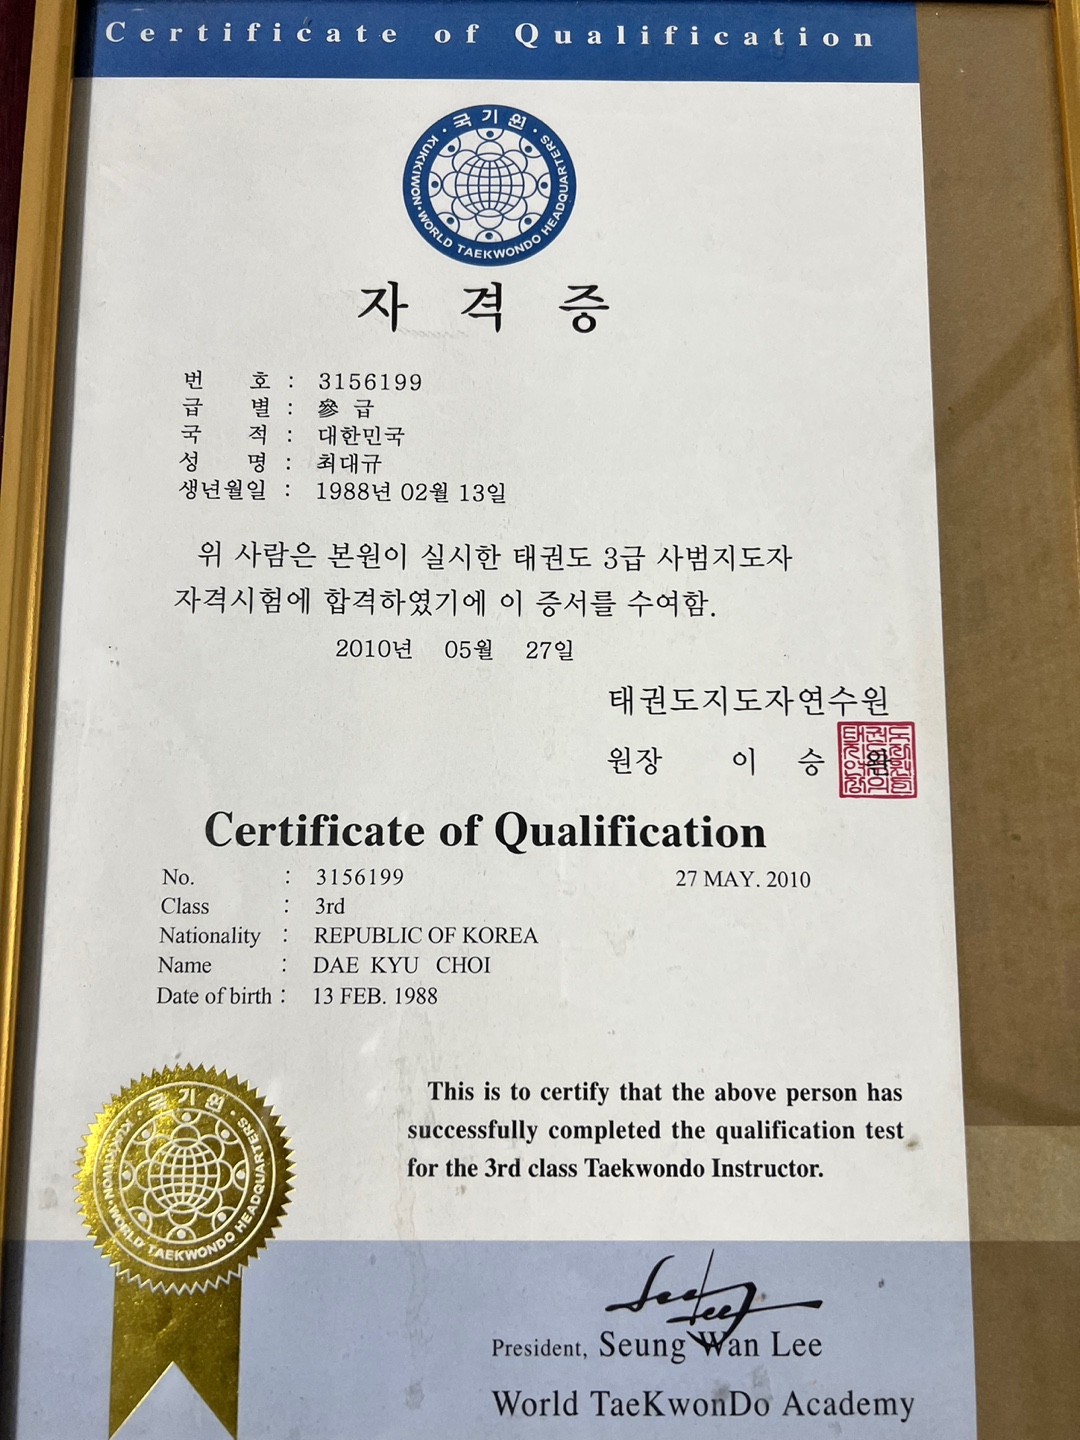 Certificate of Qualification
· 국 기 원 ·
KUKKIWON · WORLD TAEKWONDO HEADQUARTERS
자 격 증
번 호 : 3156199
급 별 : 參 급
국 적 : 대한민국
성 명 : 최대규
생년월일 : 1988년 02월 13일
위 사람은 본원이 실시한 태권도 3급 사범지도자
자격시험에 합격하였기에 이 증서를 수여함.
2010년 05월 27일
태권도지도자연수원
원장 이 승 완
Certificate of Qualification
No. : 3156199 27 MAY. 2010
Class : 3rd
Nationality : REPUBLIC OF KOREA
Name : DAE KYU CHOI
Date of birth : 13 FEB. 1988
This is to certify that the above person has
successfully completed the qualification test
for the 3rd class Taekwondo Instructor.
· 국 기 원 ·
KUKKIWON · WORLD TAEKWONDO HEADQUARTERS
President, Seung Wan Lee
World TaeKwonDo Academy